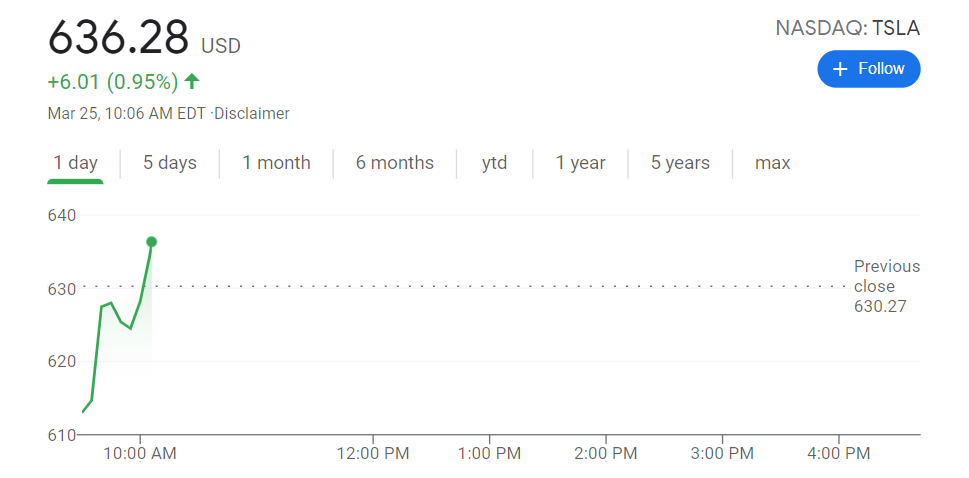 636.28 USD
NASDAQ: TSLA
+6.01 (0.95%)
+ Follow
Mar 25, 10:06 AM EDT ·Disclaimer
1 day 5 days 1 month 6 months ytd 1 year 5 years max
640
Previous
close
630.27
630
620
610
10:00 AM 12:00 PM 1:00 PM 2:00 PM 3:00 PM 4:00 PM